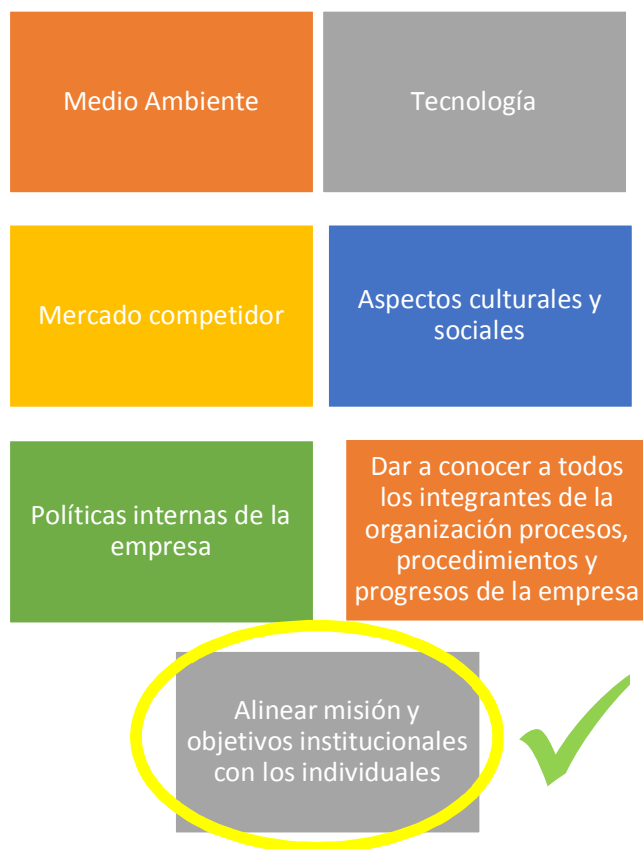 Medio Ambiente
Tecnología
Mercado competidor
Aspectos culturales y
sociales
Políticas internas de la
empresa
Dar a conocer a todos
los integrantes de la
organización procesos,
procedimientos y
progresos de la empresa
Alinear misión y
objetivos institucionales
con los individuales